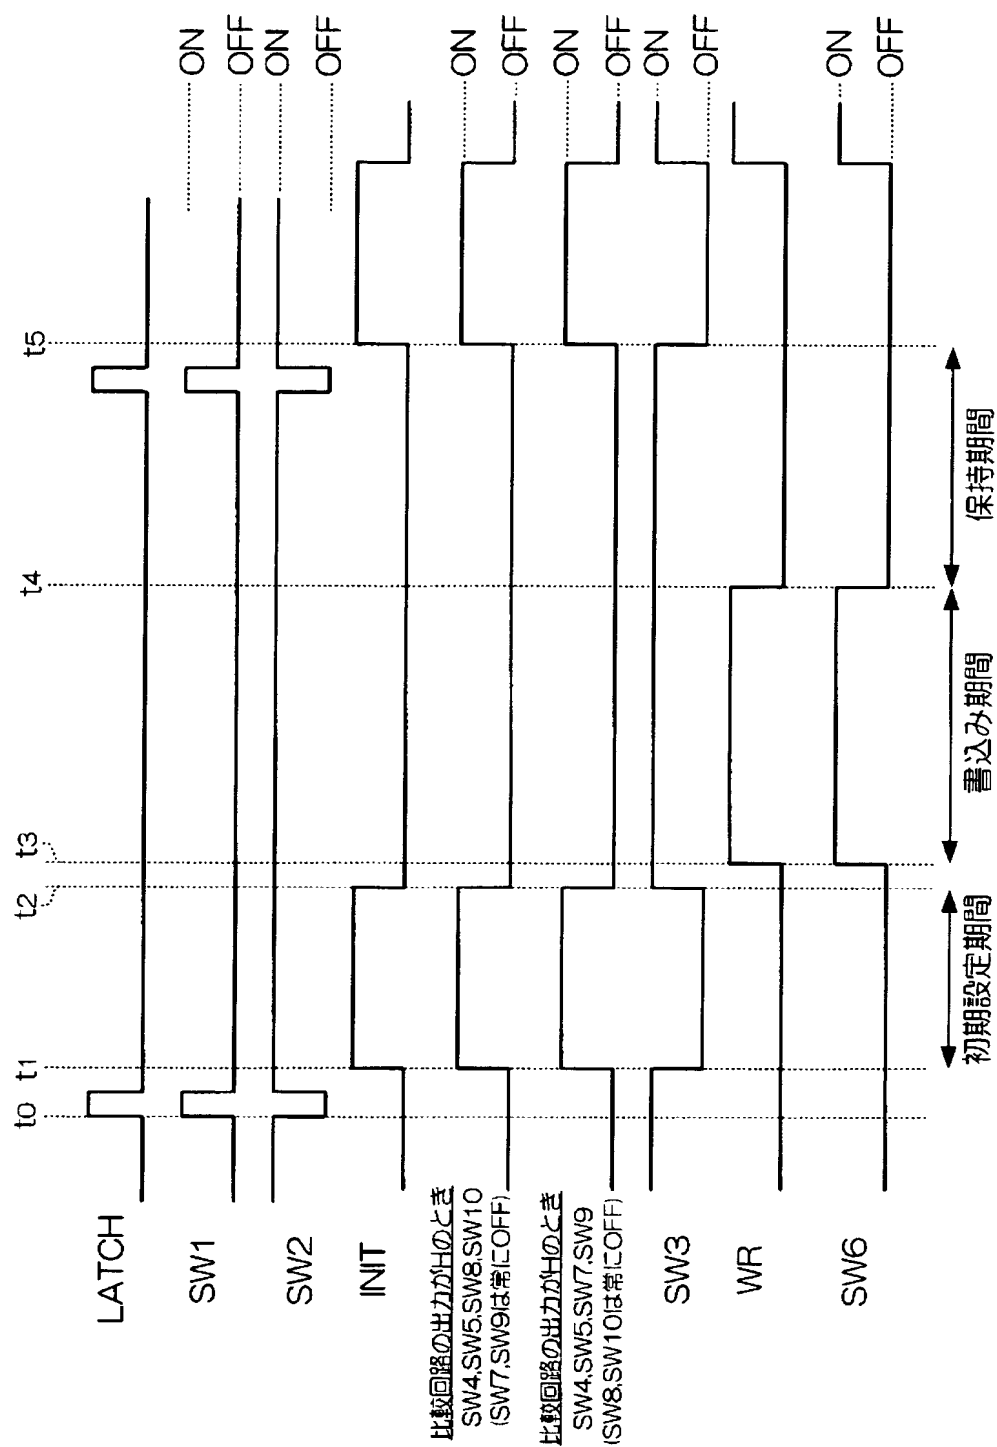 t0
t1
t2
t3
t4
t5
LATCH
SW1
ON
OFF
SW2
ON
OFF
INIT
比較回路の出力がHのとき
SW4,SW5,SW8,SW10
(SW7,SW9は常にOFF)
ON
OFF
比較回路の出力がHのとき
SW4,SW5,SW7,SW9
(SW8,SW10は常にOFF)
ON
OFF
SW3
ON
OFF
WR
SW6
ON
OFF
初期設定期間
書込み期間
保持期間